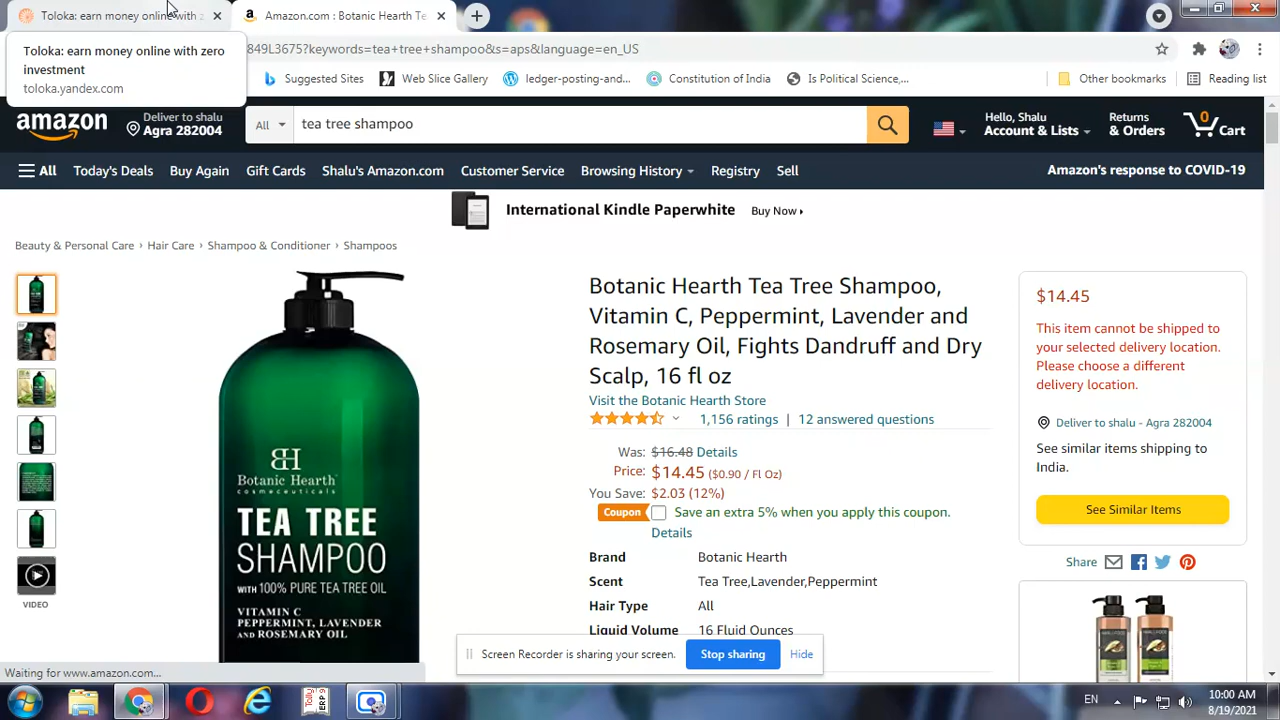 Toloka: earn money online with z
Amazon.com : Botanic Hearth Te
Toloka: earn money online with zero
investment
toloka.yandex.com
849L3675?keywords=tea+tree+shampoo&s=aps&language=en_US
Suggested Sites
Web Slice Gallery
ledger-posting-and...
Constitution of India
Is Political Science,...
Other bookmarks
Reading list
amazon
Deliver to shalu
Agra 282004
All
tea tree shampoo
Hello, Shalu
Account & Lists
Returns
& Orders
0
Cart
All
Today's Deals
Buy Again
Gift Cards
Shalu's Amazon.com
Customer Service
Browsing History
Registry
Sell
Amazon's response to COVID-19
International Kindle Paperwhite
Buy Now
Beauty & Personal Care › Hair Care › Shampoo & Conditioner › Shampoos
VIDEO
BH
Botanic Hearth
cosmeceuticals
TEA TREE
SHAMPOO
WITH 100% PURE TEA TREE OIL
VITAMIN C
PEPPERMINT, LAVENDER
AND ROSEMARY OIL
Botanic Hearth Tea Tree Shampoo,
Vitamin C, Peppermint, Lavender and
Rosemary Oil, Fights Dandruff and Dry
Scalp, 16 fl oz
Visit the Botanic Hearth Store
1,156 ratings | 12 answered questions
Was: $16.48 Details
Price: $14.45 ($0.90 / Fl Oz)
You Save: $2.03 (12%)
Coupon Save an extra 5% when you apply this coupon.
Details
Brand Botanic Hearth
Scent Tea Tree,Lavender,Peppermint
Hair Type All
Liquid Volume 16 Fluid Ounces
$14.45
This item cannot be shipped to
your selected delivery location.
Please choose a different
delivery location.
Deliver to shalu - Agra 282004
See similar items shipping to
India.
See Similar Items
Share
Screen Recorder is sharing your screen.
Stop sharing
Hide
Waiting for www.amazon.com...
EN
10:00 AM
8/19/2021